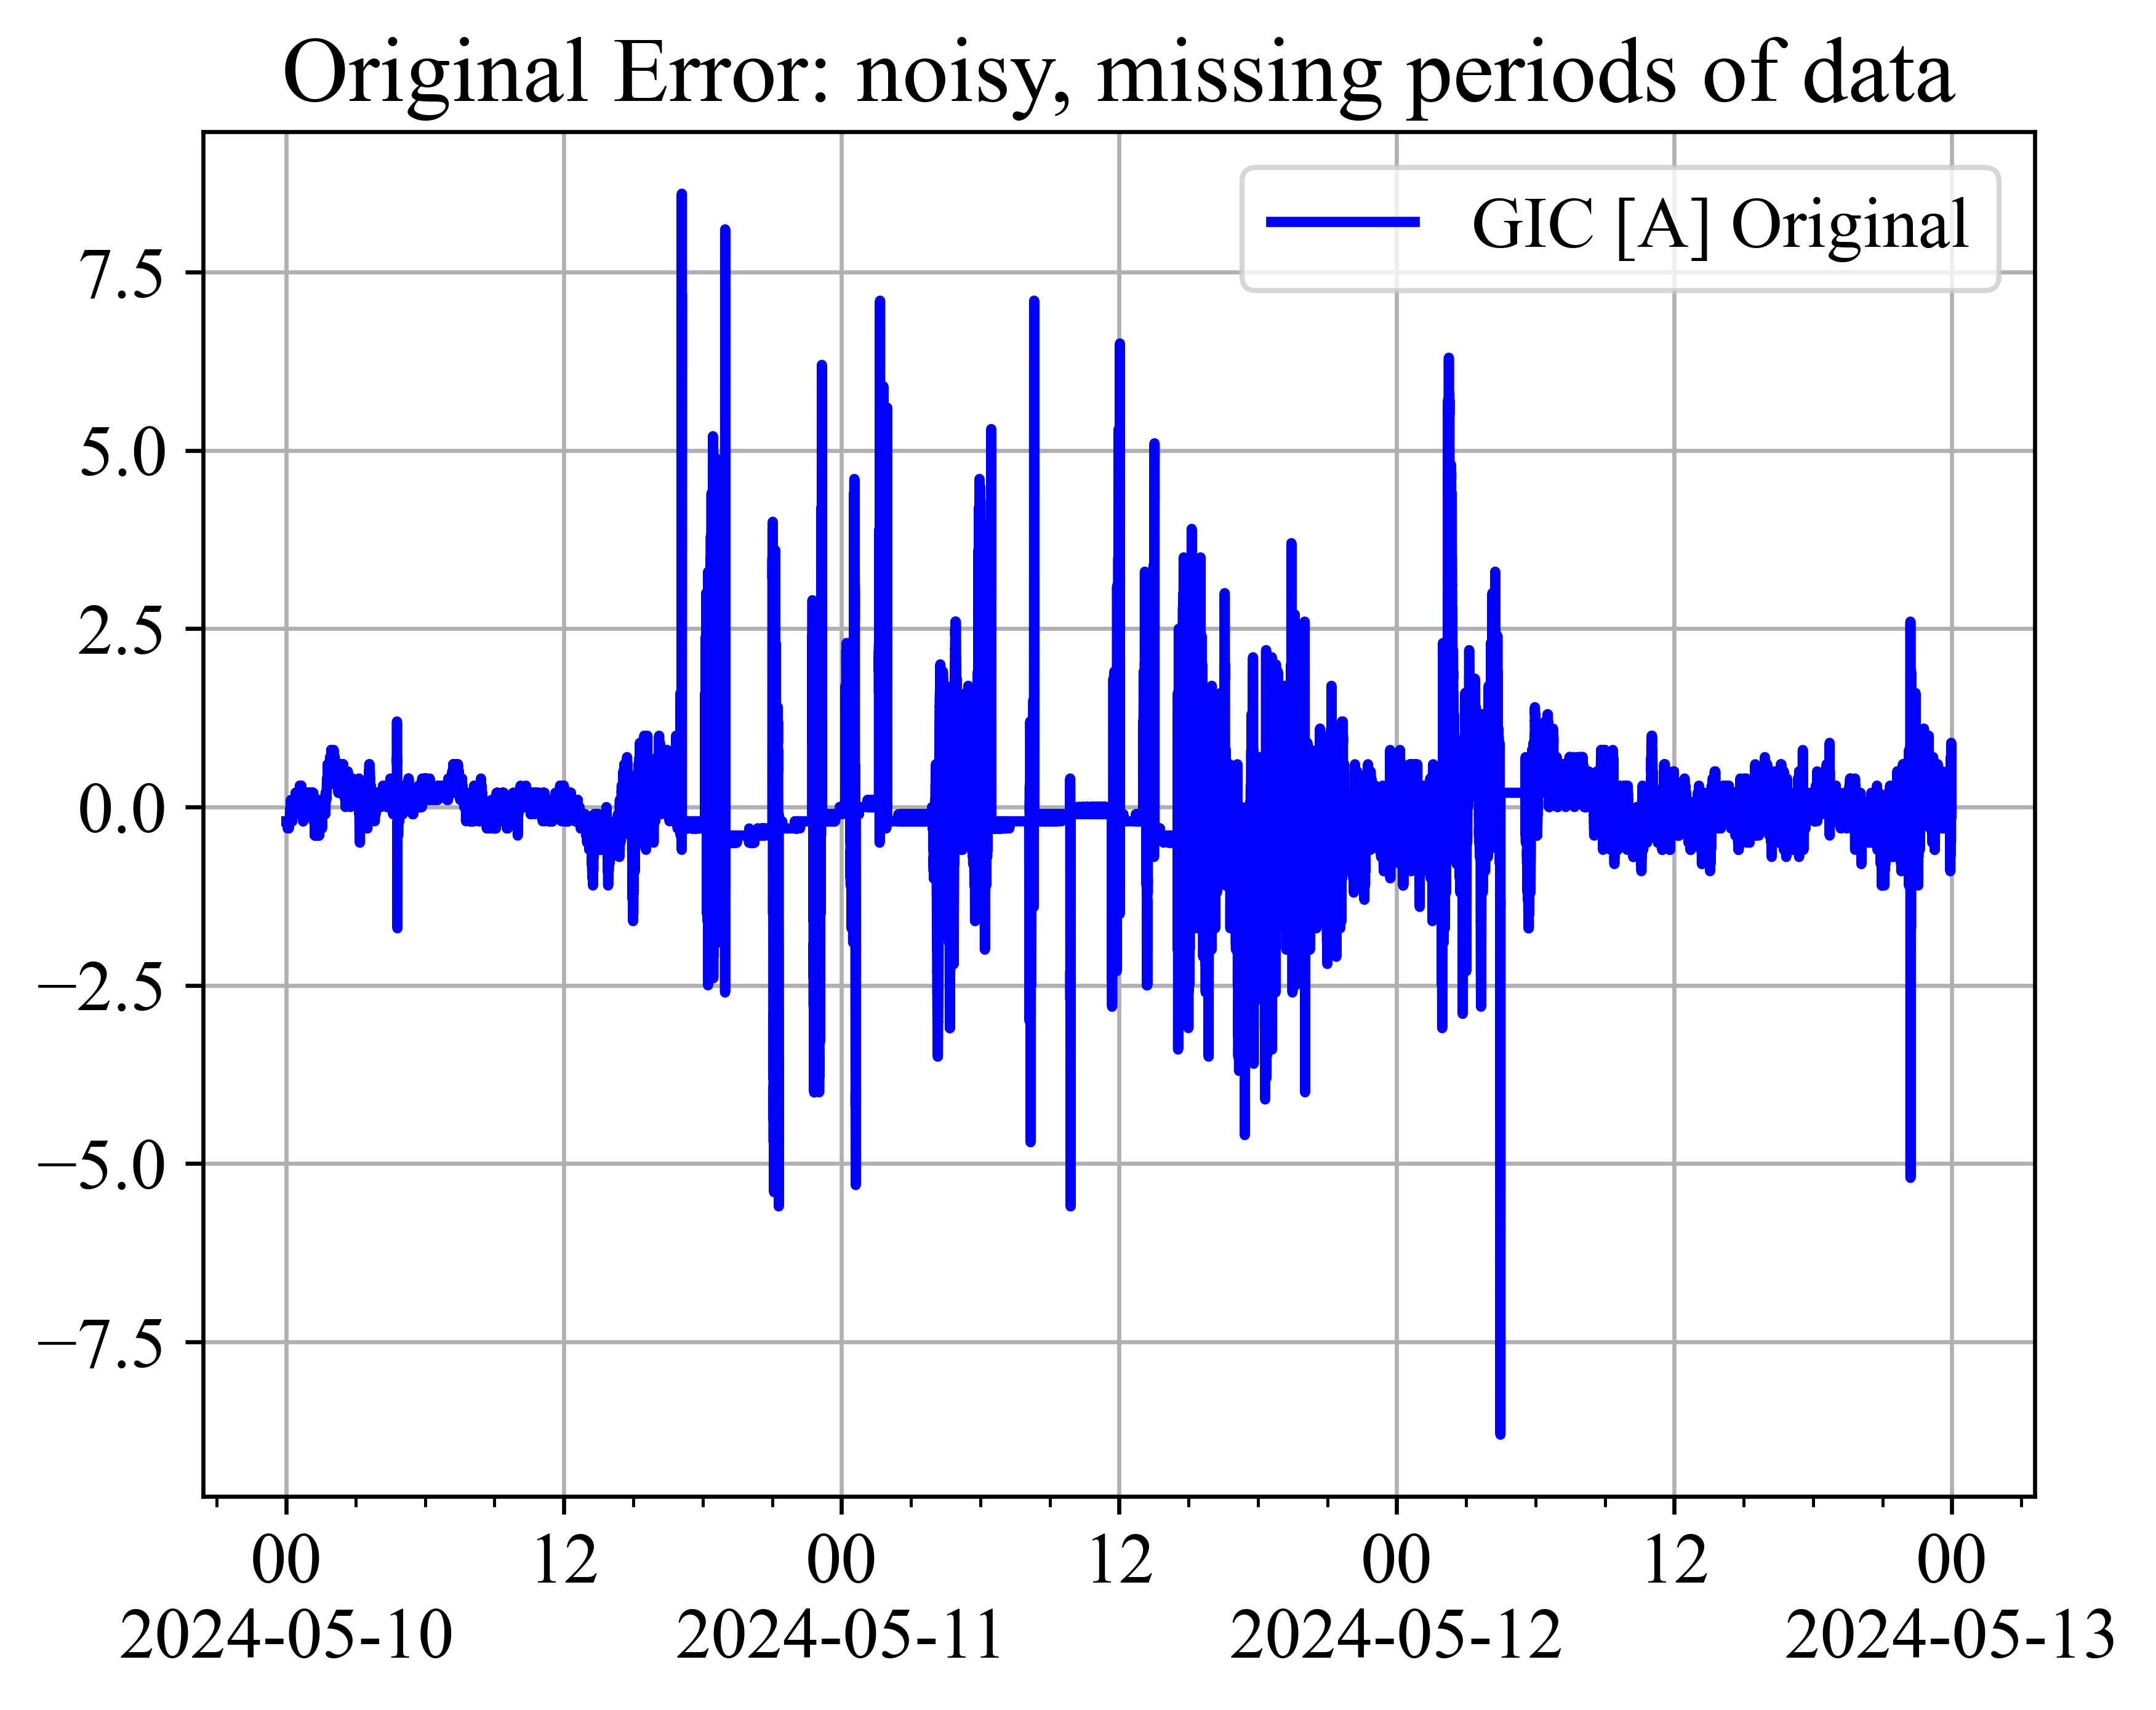 Original Error: noisy, missing periods of data
GIC [A] Original
7.5
5.0
2.5
0.0
−2.5
−5.0
−7.5
00 12 00 12 00 12 00
2024-05-10 2024-05-11 2024-05-12 2024-05-13